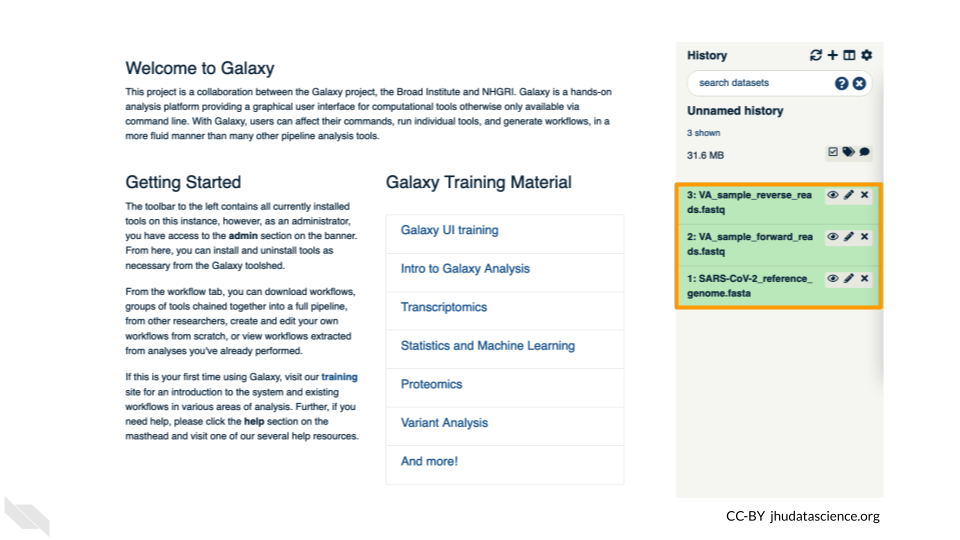 Welcome to Galaxy
This project is a collaboration between the Galaxy project, the Broad Institute and NHGRI. Galaxy is a hands-on
analysis platform providing a graphical user interface for computational tools otherwise only available via
command line. With Galaxy, users can affect their commands, run individual tools, and generate workflows, in a
more fluid manner than many other pipeline analysis tools.
Getting Started
The toolbar to the left contains all currently installed
tools on this instance, however, as an administrator,
you have access to the admin section on the banner.
From here, you can install and uninstall tools as
necessary from the Galaxy toolshed.
From the workflow tab, you can download workflows,
groups of tools chained together into a full pipeline,
from other researchers, create and edit your own
workflows from scratch, or view workflows extracted
from analyses you've already performed.
If this is your first time using Galaxy, visit our training
site for an introduction to the system and existing
workflows in various areas of analysis. Further, if you
need help, please click the help section on the
masthead and visit one of our several help resources.
Galaxy Training Material
Galaxy UI training
Intro to Galaxy Analysis
Transcriptomics
Statistics and Machine Learning
Proteomics
Variant Analysis
And more!
History
search datasets
Unnamed history
3 shown
31.6 MB
3: VA_sample_reverse_rea
ds.fastq
2: VA_sample_forward_rea
ds.fastq
1: SARS-CoV-2_reference_
genome.fasta
CC-BY jhudatascience.org